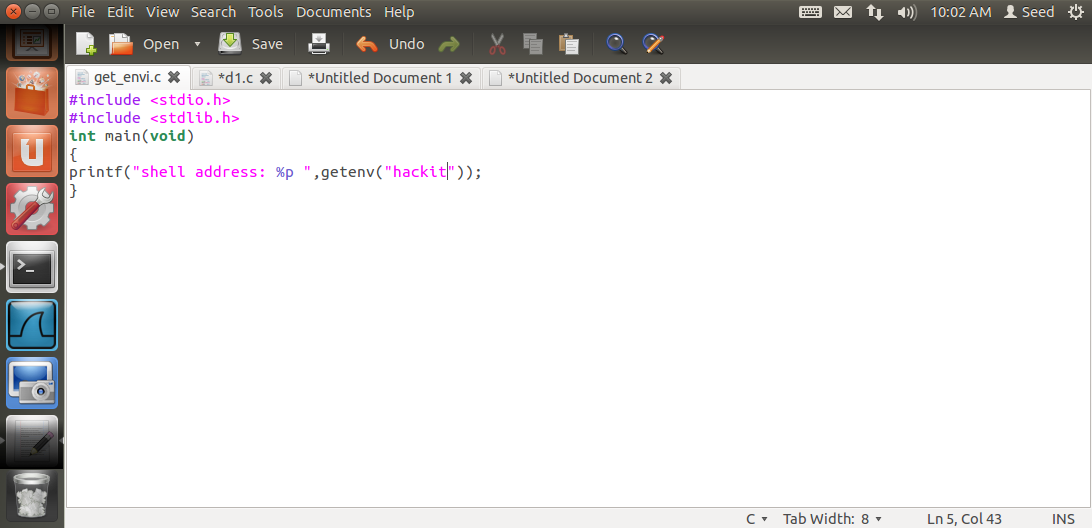 File Edit View Search Tools Documents Help 10:02 AM Seed
Open Save Undo
get_envi.c *d1.c *Untitled Document 1 *Untitled Document 2
#include <stdio.h>
#include <stdlib.h>
int main(void)
{
printf("shell address: %p ",getenv("hackit"));
}
C Tab Width: 8 Ln 5, Col 43 INS